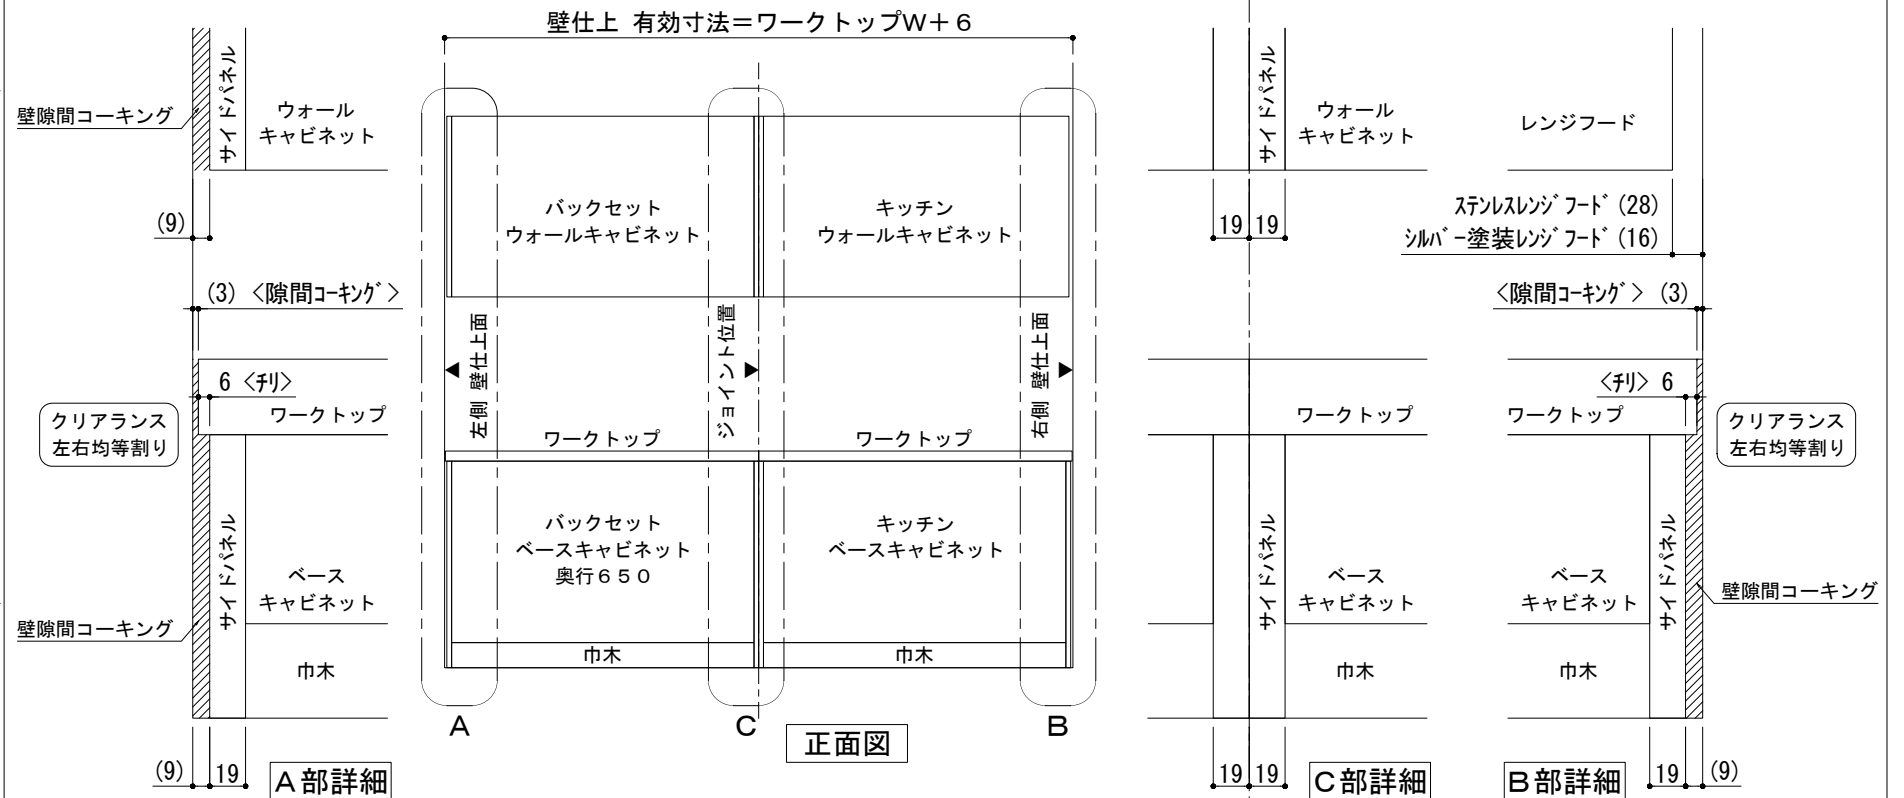 壁仕上 有効寸法＝ワークトップW＋６
壁隙間コーキング
サイドパネル
ウォール
キャビネット
(9)
(3) <隙間ｺｰｷﾝｸﾞ>
6 <ﾁﾘ>
ワークトップ
クリアランス
左右均等割り
サイドパネル
ベース
キャビネット
壁隙間コーキング
巾木
(9)
19
A部詳細
バックセット
ウォールキャビネット
キッチン
ウォールキャビネット
左側 壁仕上面
ジョイント位置
右側 壁仕上面
ワークトップ
ワークトップ
バックセット
ベースキャビネット
奥行６５０
キッチン
ベースキャビネット
巾木
巾木
A
C
B
正面図
サイドパネル
ウォール
キャビネット
19
19
ワークトップ
サイドパネル
ベース
キャビネット
巾木
19
19
C部詳細
レンジフード
ｽﾃﾝﾚｽﾚﾝｼﾞﾌｰﾄﾞ(28)
ｼﾙﾊﾞｰ塗装ﾚﾝｼﾞﾌｰﾄﾞ(16)
<隙間ｺｰｷﾝｸﾞ> (3)
<ﾁﾘ> 6
ワークトップ
クリアランス
左右均等割り
サイドパネル
ベース
キャビネット
壁隙間コーキング
巾木
19
(9)
B部詳細